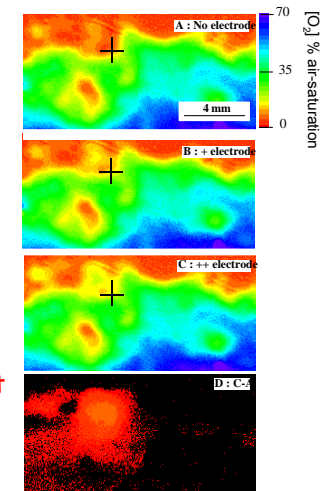 A : No electrode
70
35
0
[O2] % air-saturation
4 mm
B : + electrode
C : ++ electrode
D : C-A